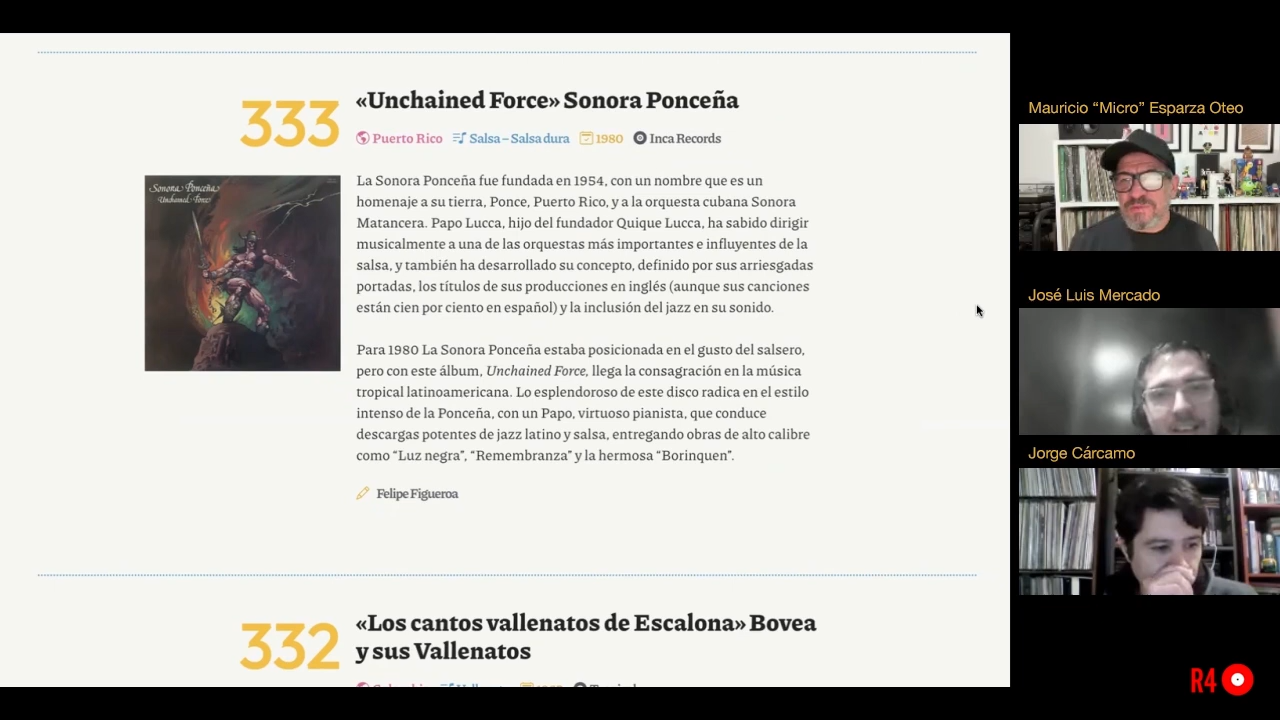 333
«Unchained Force» Sonora Ponceña
Puerto Rico Salsa – Salsa dura 1980 Inca Records
Sonora Ponceña
Unchained Force
La Sonora Ponceña fue fundada en 1954, con un nombre que es un
homenaje a su tierra, Ponce, Puerto Rico, y a la orquesta cubana Sonora
Matancera. Papo Lucca, hijo del fundador Quique Lucca, ha sabido dirigir
musicalmente a una de las orquestas más importantes e influyentes de la
salsa, y también ha desarrollado su concepto, definido por sus arriesgadas
portadas, los títulos de sus producciones en inglés (aunque sus canciones
están cien por ciento en español) y la inclusión del jazz en su sonido.
Para 1980 La Sonora Ponceña estaba posicionada en el gusto del salsero,
pero con este álbum, Unchained Force, llega la consagración en la música
tropical latinoamericana. Lo esplendoroso de este disco radica en el estilo
intenso de la Ponceña, con un Papo, virtuoso pianista, que conduce
descargas potentes de jazz latino y salsa, entregando obras de alto calibre
como “Luz negra”, “Remembranza” y la hermosa “Borinquen”.
Felipe Figueroa
332
«Los cantos vallenatos de Escalona» Bovea
y sus Vallenatos
Mauricio “Micro” Esparza Oteo
José Luis Mercado
Jorge Cárcamo
R4